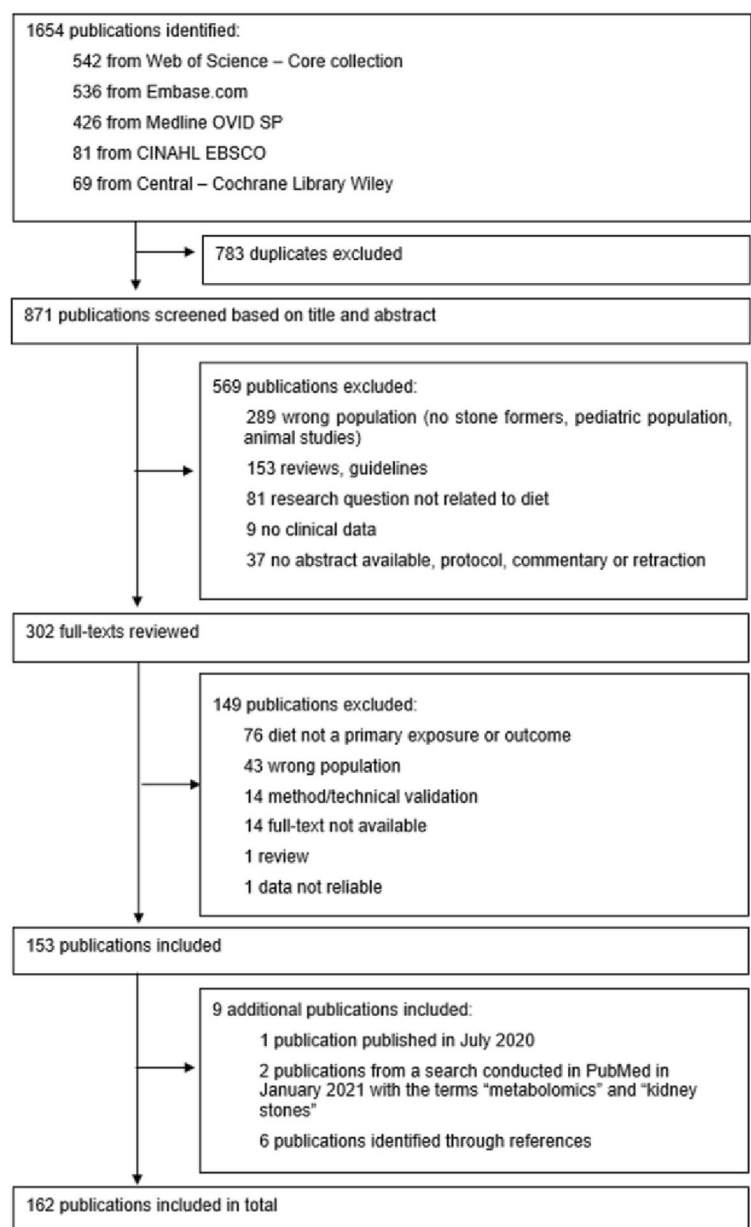 1654 publications identified:
542 from Web of Science – Core collection
536 from Embase.com
426 from Medline OVID SP
81 from CINAHL EBSCO
69 from Central – Cochrane Library Wiley
783 duplicates excluded
871 publications screened based on title and abstract
569 publications excluded:
289 wrong population (no stone formers, pediatric population,
animal studies)
153 reviews, guidelines
81 research question not related to diet
9 no clinical data
37 no abstract available, protocol, commentary or retraction
302 full-texts reviewed
149 publications excluded:
76 diet not a primary exposure or outcome
43 wrong population
14 method/technical validation
14 full-text not available
1 review
1 data not reliable
153 publications included
9 additional publications included:
1 publication published in July 2020
2 publications from a search conducted in PubMed in
January 2021 with the terms “metabolomics” and “kidney
stones”
6 publications identified through references
162 publications included in total